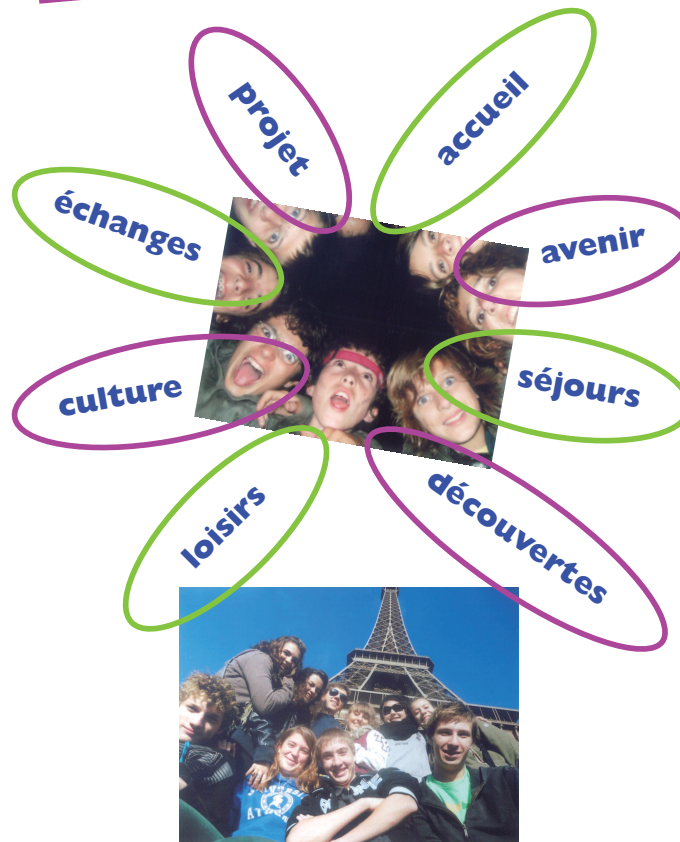 projet
accueil
échanges
avenir
culture
séjours
loisirs
découvertes